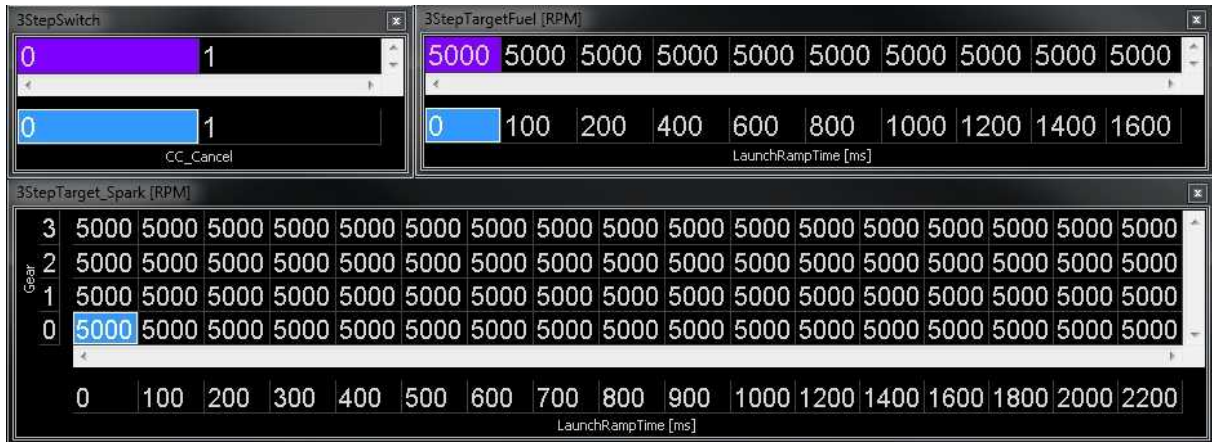 3StepSwitch
0 1
0 1
CC_Cancel
3StepTargetFuel [RPM]
5000 5000 5000 5000 5000 5000 5000 5000 5000 5000
0 100 200 400 600 800 1000 1200 1400 1600
LaunchRampTime [ms]
3StepTarget_Spark [RPM]
Gear
3 5000 5000 5000 5000 5000 5000 5000 5000 5000 5000 5000 5000 5000 5000 5000 5000 5000
2 5000 5000 5000 5000 5000 5000 5000 5000 5000 5000 5000 5000 5000 5000 5000 5000 5000
1 5000 5000 5000 5000 5000 5000 5000 5000 5000 5000 5000 5000 5000 5000 5000 5000 5000
0 5000 5000 5000 5000 5000 5000 5000 5000 5000 5000 5000 5000 5000 5000 5000 5000 5000
0 100 200 300 400 500 600 700 800 900 1000 1200 1400 1600 1800 2000 2200
LaunchRampTime [ms]